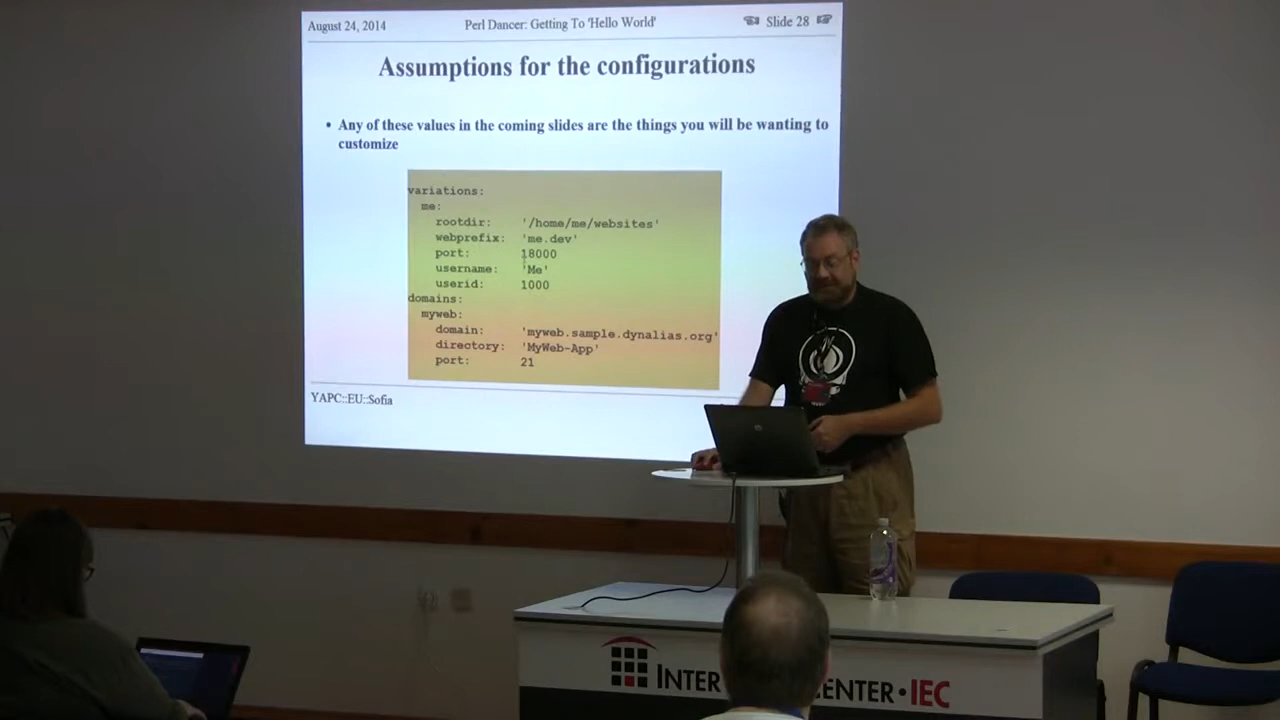 August 24, 2014 Perl Dancer: Getting To 'Hello World' Slide 28
Assumptions for the configurations
• Any of these values in the coming slides are the things you will be wanting to
customize
variations:
me:
rootdir: '/home/me/websites'
webprefix: 'me.dev'
port: 18000
username: 'Me'
userid: 1000
domains:
myweb:
domain: 'myweb.sample.dynalias.org'
directory: 'MyWeb-App'
port: 21
YAPC::EU::Sofia
INTER ENTER•IEC